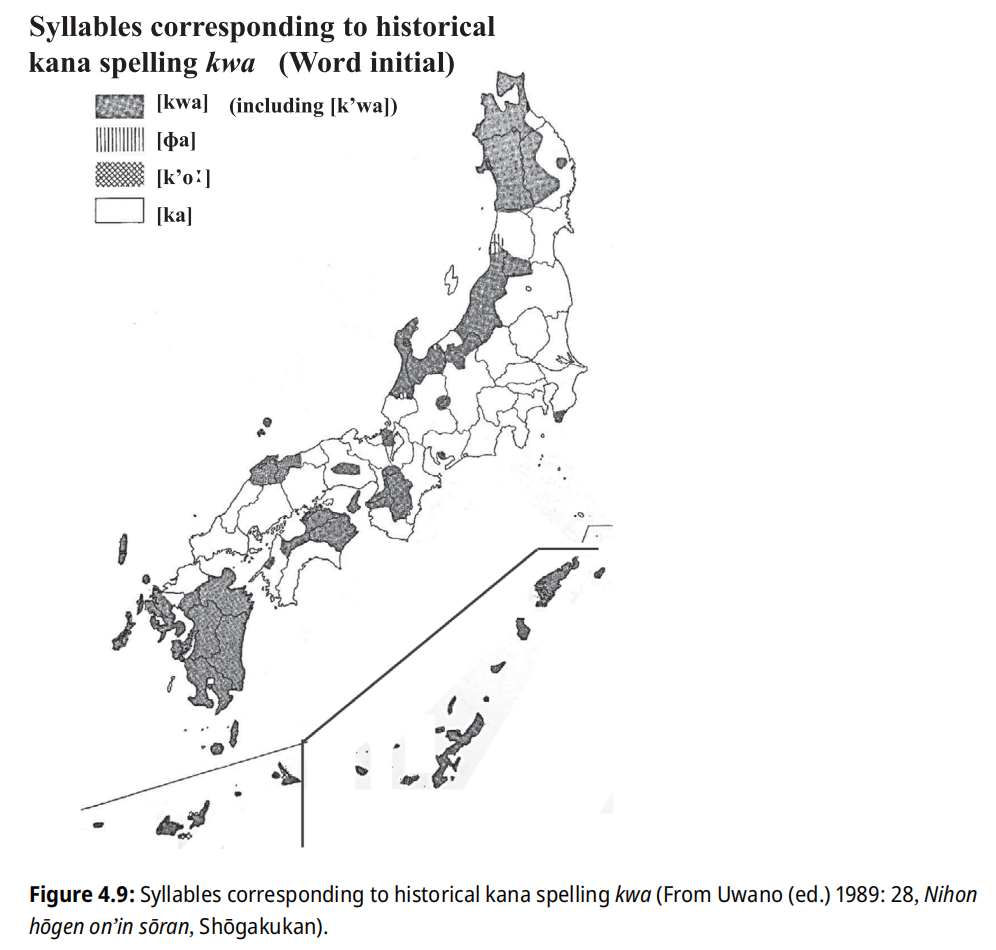 Syllables corresponding to historical
kana spelling kwa (Word initial)
[kwa] (including [k’wa])
[ɸa]
[k’oː]
[ka]
Figure 4.9: Syllables corresponding to historical kana spelling kwa (From Uwano (ed.) 1989: 28, Nihon
hōgen on’in sōran, Shōgakukan).